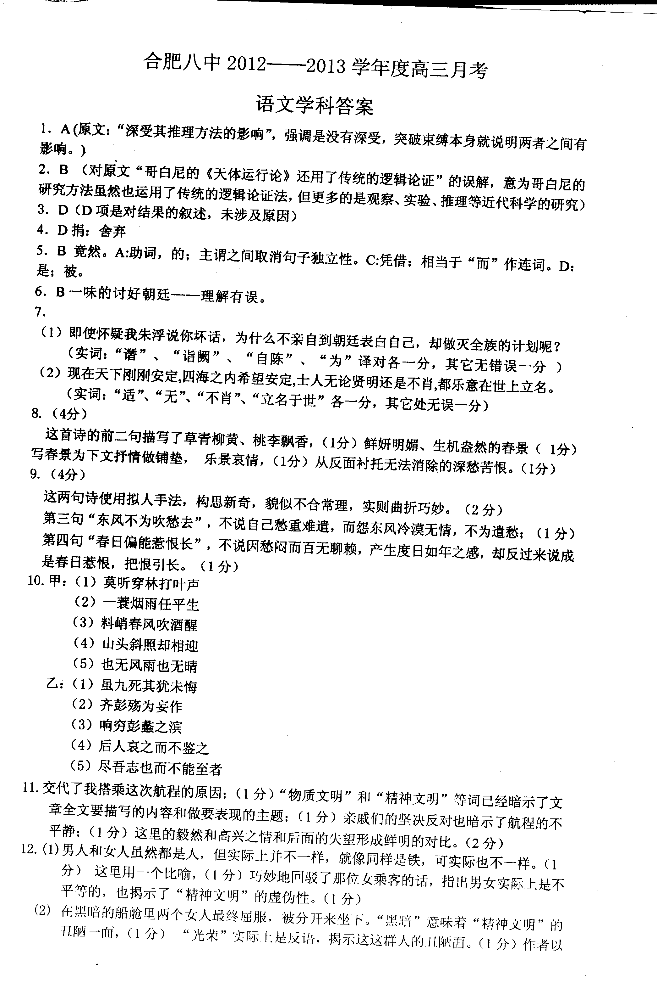 合肥八中 2012——2013 学年度高三月考
语文学科答案
1．A(原文：“深受其推理方法的影响”，强调是没有深受，突破束缚本身就说明两者之间有
影响。)
2．B （对原文“哥白尼的《天体运行论》还用了传统的逻辑论证”的误解，意为哥白尼的
研究方法虽然也运用了传统的逻辑论证法，但更多的是观察、实验、推理等近代科学的研究）
3．D（D 项是对结果的叙述，未涉及原因）
4．D 捐：舍弃
5．B 竟然。A:助词，的；主谓之间取消句子独立性。C:凭借；相当于“而”作连词。D：
是；被。
6．B 一味的讨好朝廷——理解有误。
7．
（1）即使怀疑我朱浮说你坏话，为什么不亲自到朝廷表白自己，却做灭全族的计划呢？
（实词：“谮”、“诣阙”、“自陈”、“为”译对各一分，其它无错误一分 ）
（2）现在天下刚刚安定,四海之内希望安定,士人无论贤明还是不肖,都乐意在世上立名。
（实词：“适”、“无”、“不肖”、“立名于世”各一分，其它处无误一分）
8.（4分）
这首诗的前二句描写了草青柳黄、桃李飘香，（1分）鲜妍明媚、生机盎然的春景（ 1分）
写春景为下文抒情做铺垫， 乐景哀情，（1分）从反面衬托无法消除的深愁苦恨。（1分）
9.（4分）
这两句诗使用拟人手法，构思新奇，貌似不合常理，实则曲折巧妙。（2 分）
第三句“东风不为吹愁去”，不说自己愁重难遣，而怨东风冷漠无情，不为遣愁；（1 分）
第四句“春日偏能惹恨长”，不说因愁闷而百无聊赖，产生度日如年之感，却反过来说成
是春日惹恨，把恨引长。（1 分）
10. 甲：（1）莫听穿林打叶声
（2）一蓑烟雨任平生
（3）料峭春风吹酒醒
（4）山头斜照却相迎
（5）也无风雨也无晴
乙：（1）虽九死其犹未悔
（2）齐彭殇为妄作
（3）响穷彭蠡之滨
（4）后人哀之而不鉴之
（5）尽吾志也而不能至者
11. 交代了我搭乘这次航程的原因；（1 分）“物质文明”和“精神文明”等词已经暗示了文
章全文要描写的内容和做要表现的主题；（1 分）亲戚们的坚决反对也暗示了航程的不
平静；（1 分）这里的毅然和高兴之情和后面的失望形成鲜明的对比。（2 分）
12. (1)男人和女人虽然都是人，但实际上并不一样，就像同样是铁，可实际也不一样。（1
分） 这里用一个比喻，（1 分）巧妙地回驳了那位女乘客的话，指出男女实际上是不
平等的，也揭示了“精神文明”的虚伪性。（1 分）
(2) 在黑暗的船舱里两个女人最终屈服，被分开来坐下。“黑暗”意味着“精神文明”的
丑陋一面，（1 分） “光荣”实际上是反语，揭示这这群人的丑陋面。（1 分）作者以